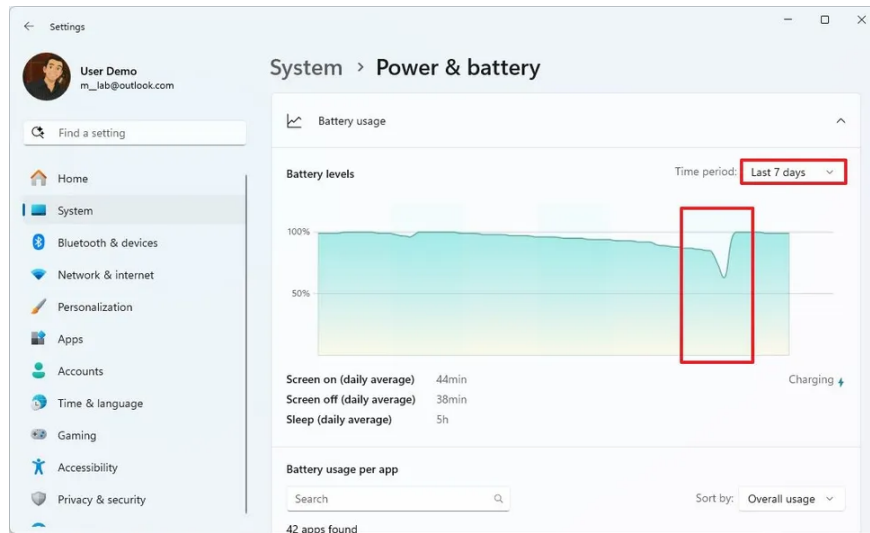 Settings
User Demo
m_lab@outlook.com
Find a setting
Home
System
Bluetooth & devices
Network & internet
Personalization
Apps
Accounts
Time & language
Gaming
Accessibility
Privacy & security
System > Power & battery
Battery usage
Battery levels
Time period: Last 7 days
100%
50%
Screen on (daily average) 44min
Charging
Screen off (daily average) 38min
Sleep (daily average) 5h
Battery usage per app
Search
Sort by: Overall usage
42 apps found